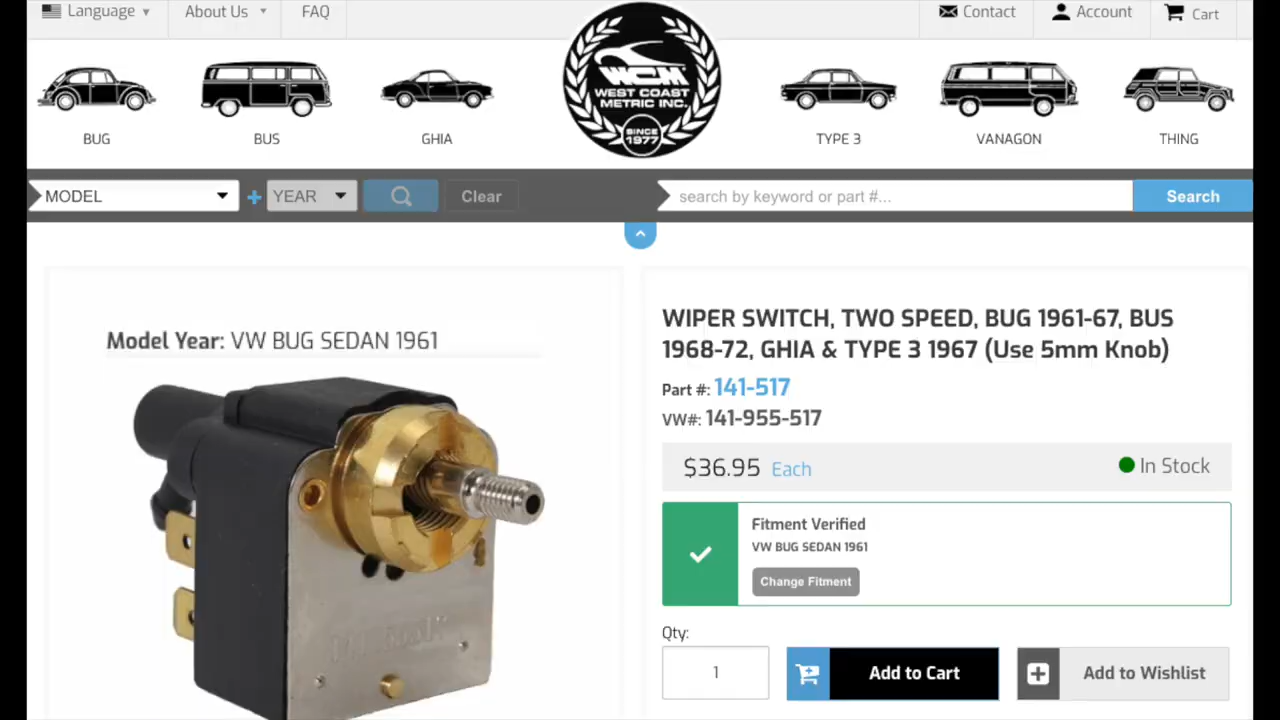 Language
About Us
FAQ
Contact
Account
Cart
WCM
WEST COAST
METRIC INC.
SINCE
1977
BUG
BUS
GHIA
TYPE 3
VANAGON
THING
MODEL
YEAR
Clear
search by keyword or part #...
Search
Model Year: VW BUG SEDAN 1961
WIPER SWITCH, TWO SPEED, BUG 1961-67, BUS
1968-72, GHIA & TYPE 3 1967 (Use 5mm Knob)
Part #: 141-517
VW#: 141-955-517
$36.95 Each
In Stock
Fitment Verified
VW BUG SEDAN 1961
Change Fitment
Qty:
1
Add to Cart
Add to Wishlist